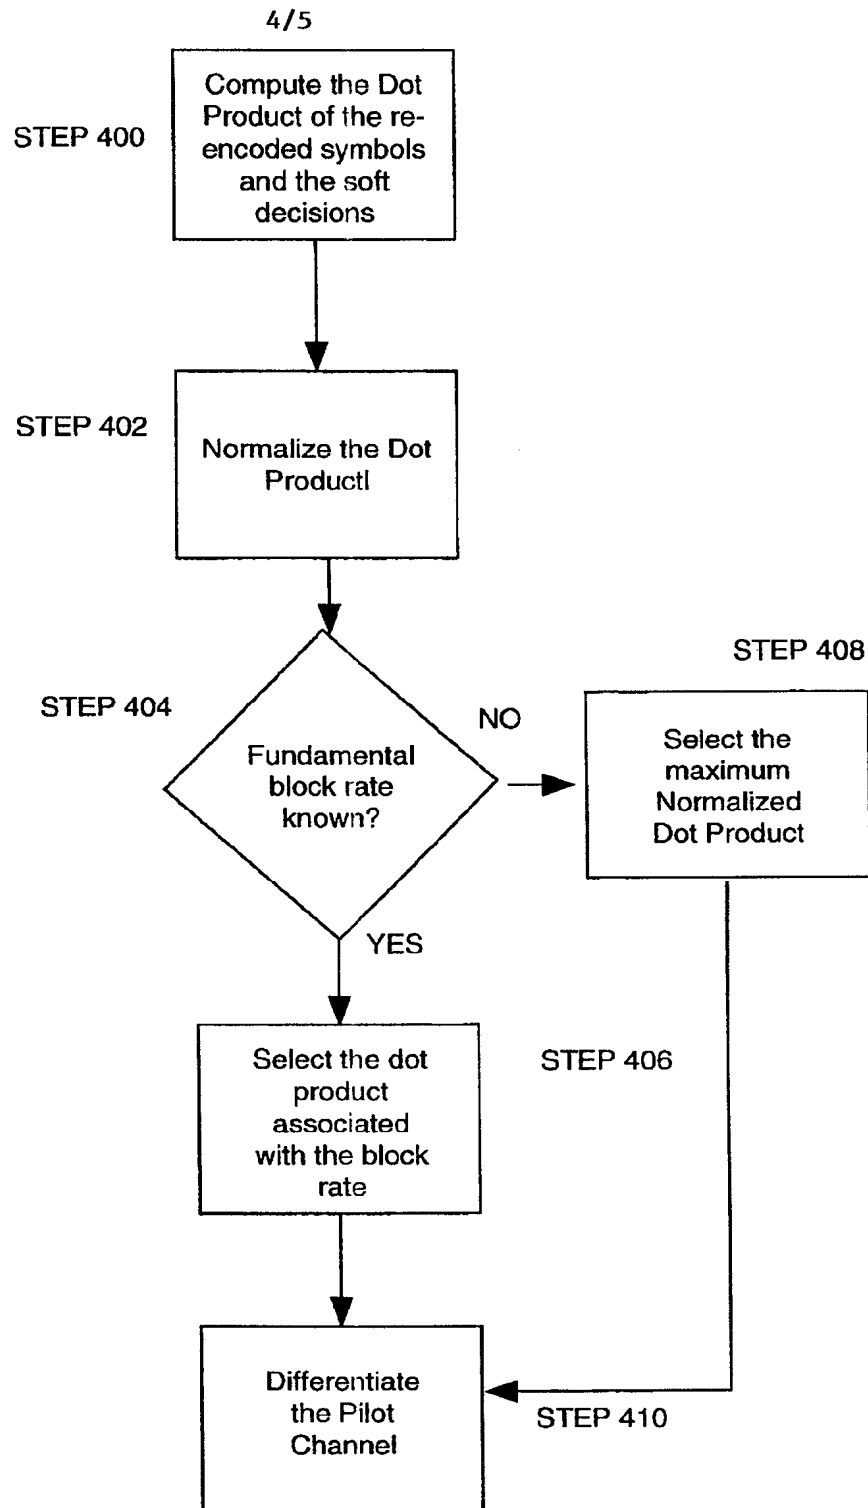 4/5
STEP 400
Compute the Dot
Product of the re-
encoded symbols
and the soft
decisions
STEP 402
Normalize the Dot
Productl
STEP 404
Fundamental
block rate
known?
NO
STEP 408
Select the
maximum
Normalized
Dot Product
YES
Select the dot
product
associated
with the block
rate
STEP 406
Differentiate
the Pilot
Channel
STEP 410